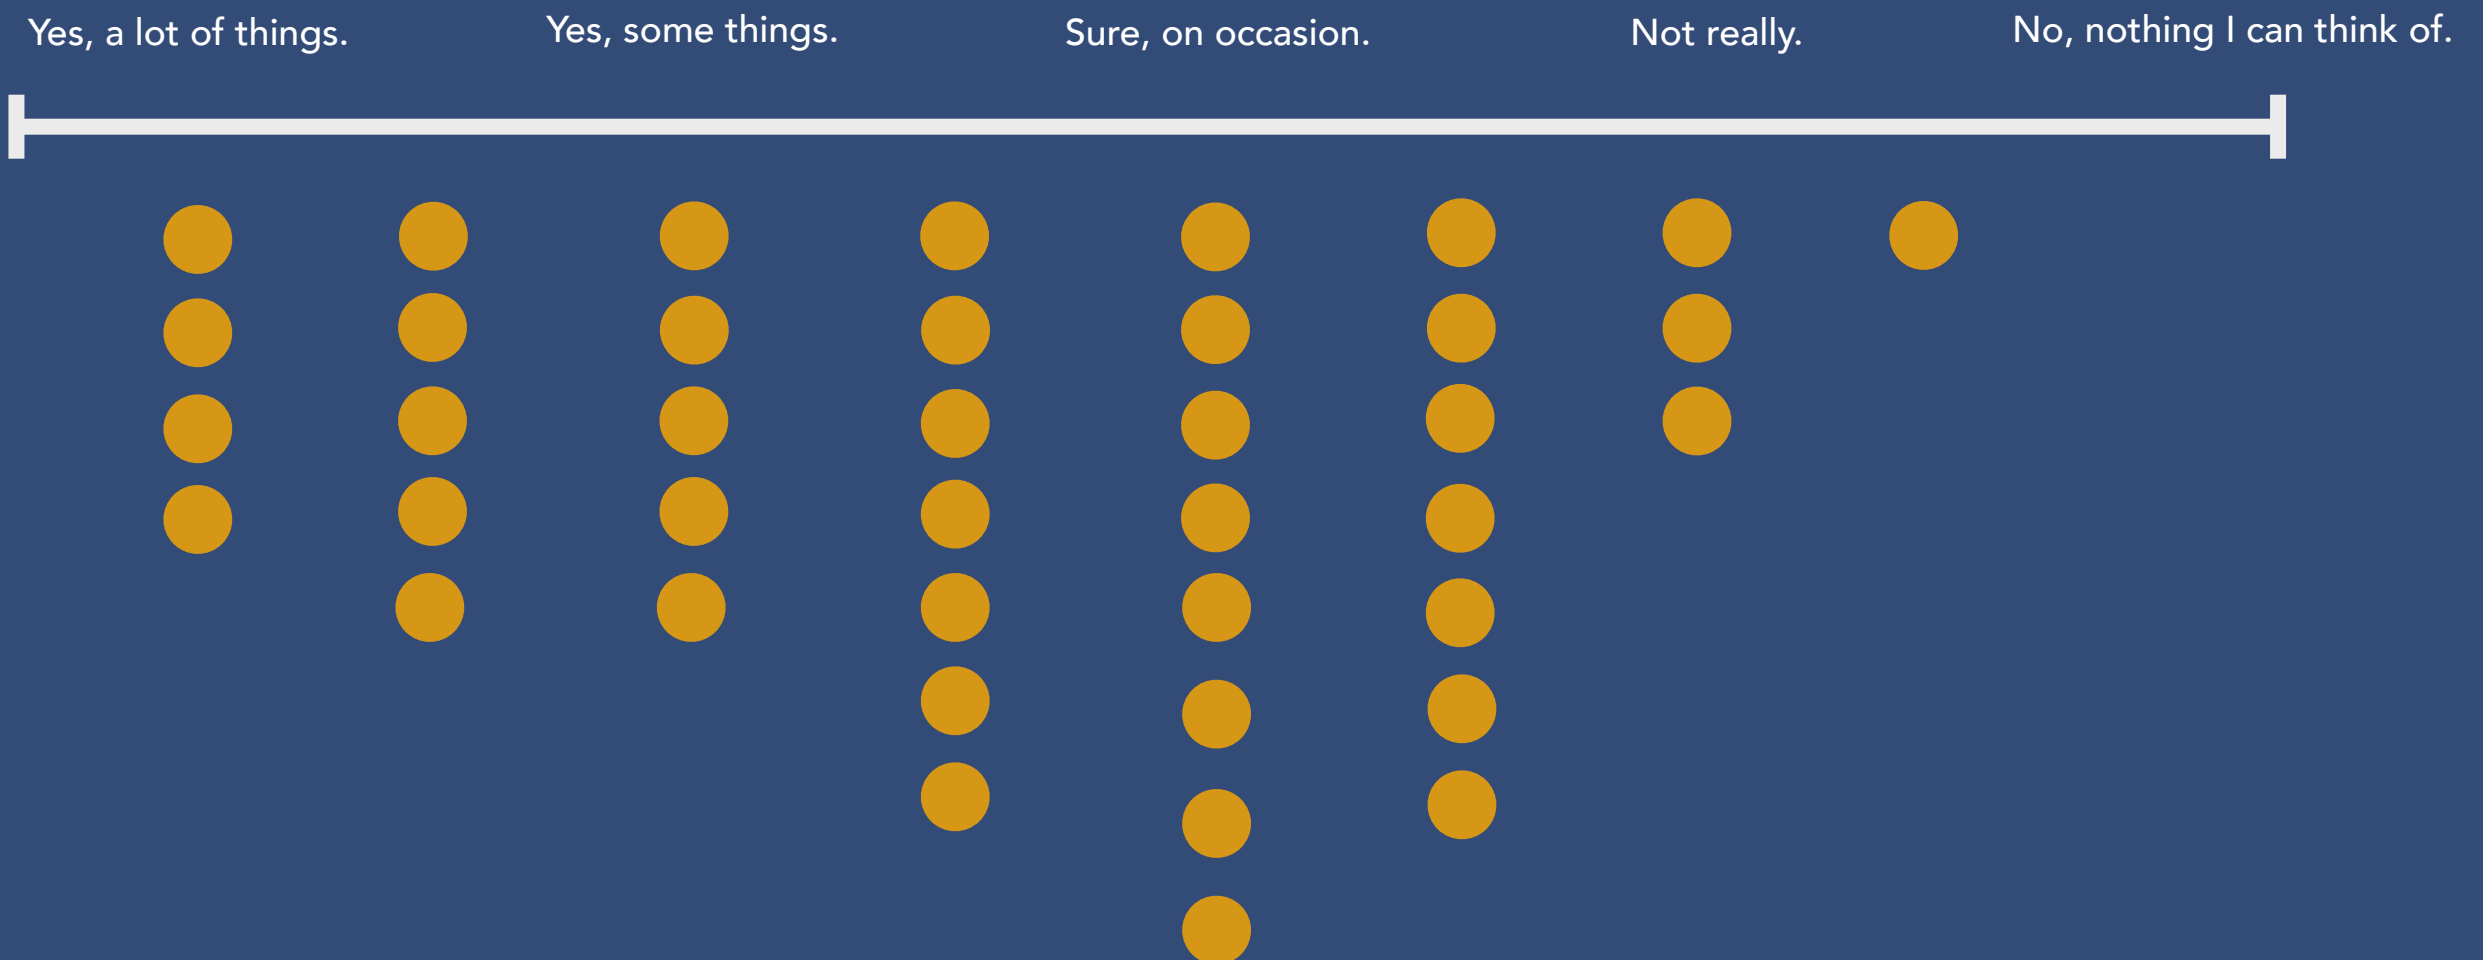 Yes, a lot of things.
Yes, some things.
Sure, on occasion.
Not really.
No, nothing I can think of.